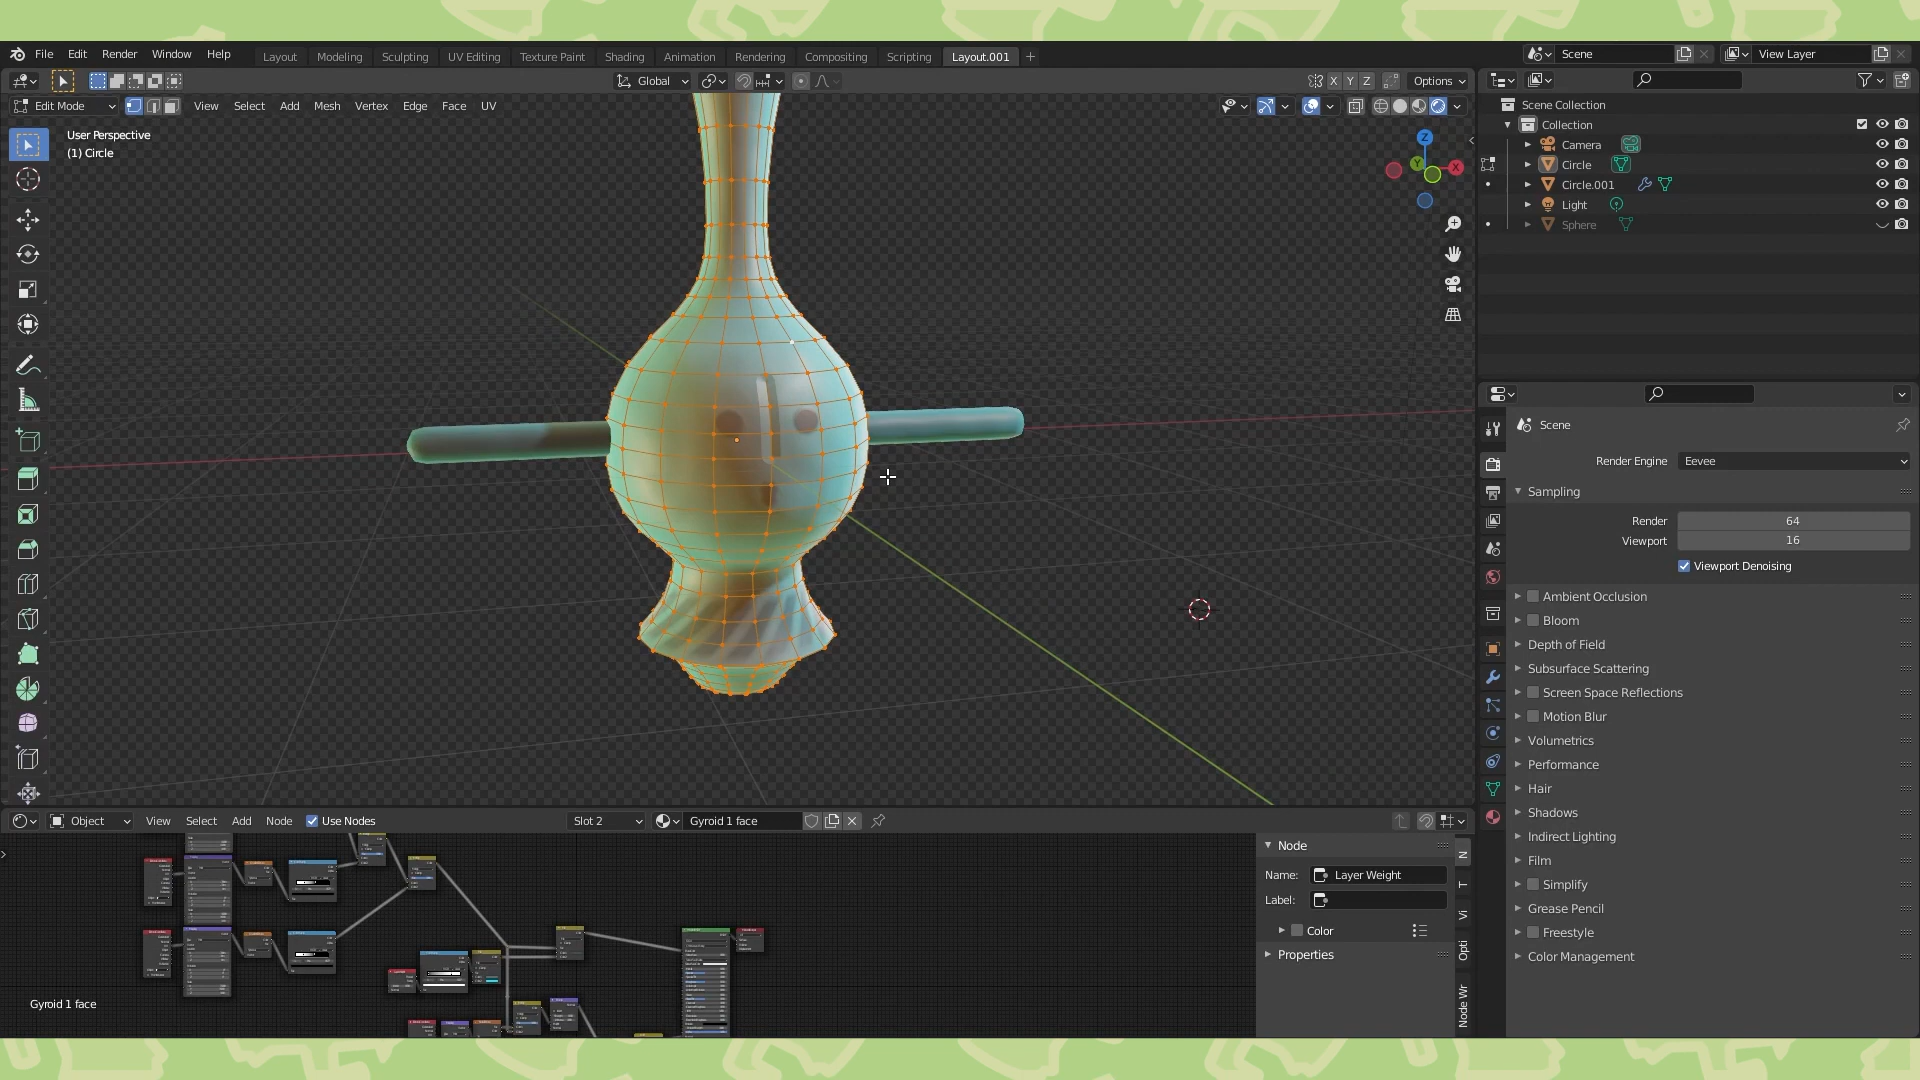 File Edit Render Window Help Layout Modeling Sculpting UV Editing Texture Paint Shading Animation Rendering Compositing Scripting Layout.001 + Scene View Layer
Global X Y Z Options
Edit Mode View Select Add Mesh Vertex Edge Face UV
User Perspective
(1) Circle
Z
Y
X
Scene Collection
Collection
Camera
Circle
Circle.001
Light
Sphere
Scene
Render Engine Eevee
Sampling
Render 64
Viewport 16
Viewport Denoising
Ambient Occlusion
Bloom
Depth of Field
Subsurface Scattering
Screen Space Reflections
Motion Blur
Volumetrics
Performance
Hair
Shadows
Indirect Lighting
Film
Simplify
Grease Pencil
Freestyle
Color Management
Object View Select Add Node Use Nodes Slot 2 Gyroid 1 face
Node
Name: Layer Weight
Label:
Color
Properties
N
T
Vi
Opti
Node Wr
Gyroid 1 face